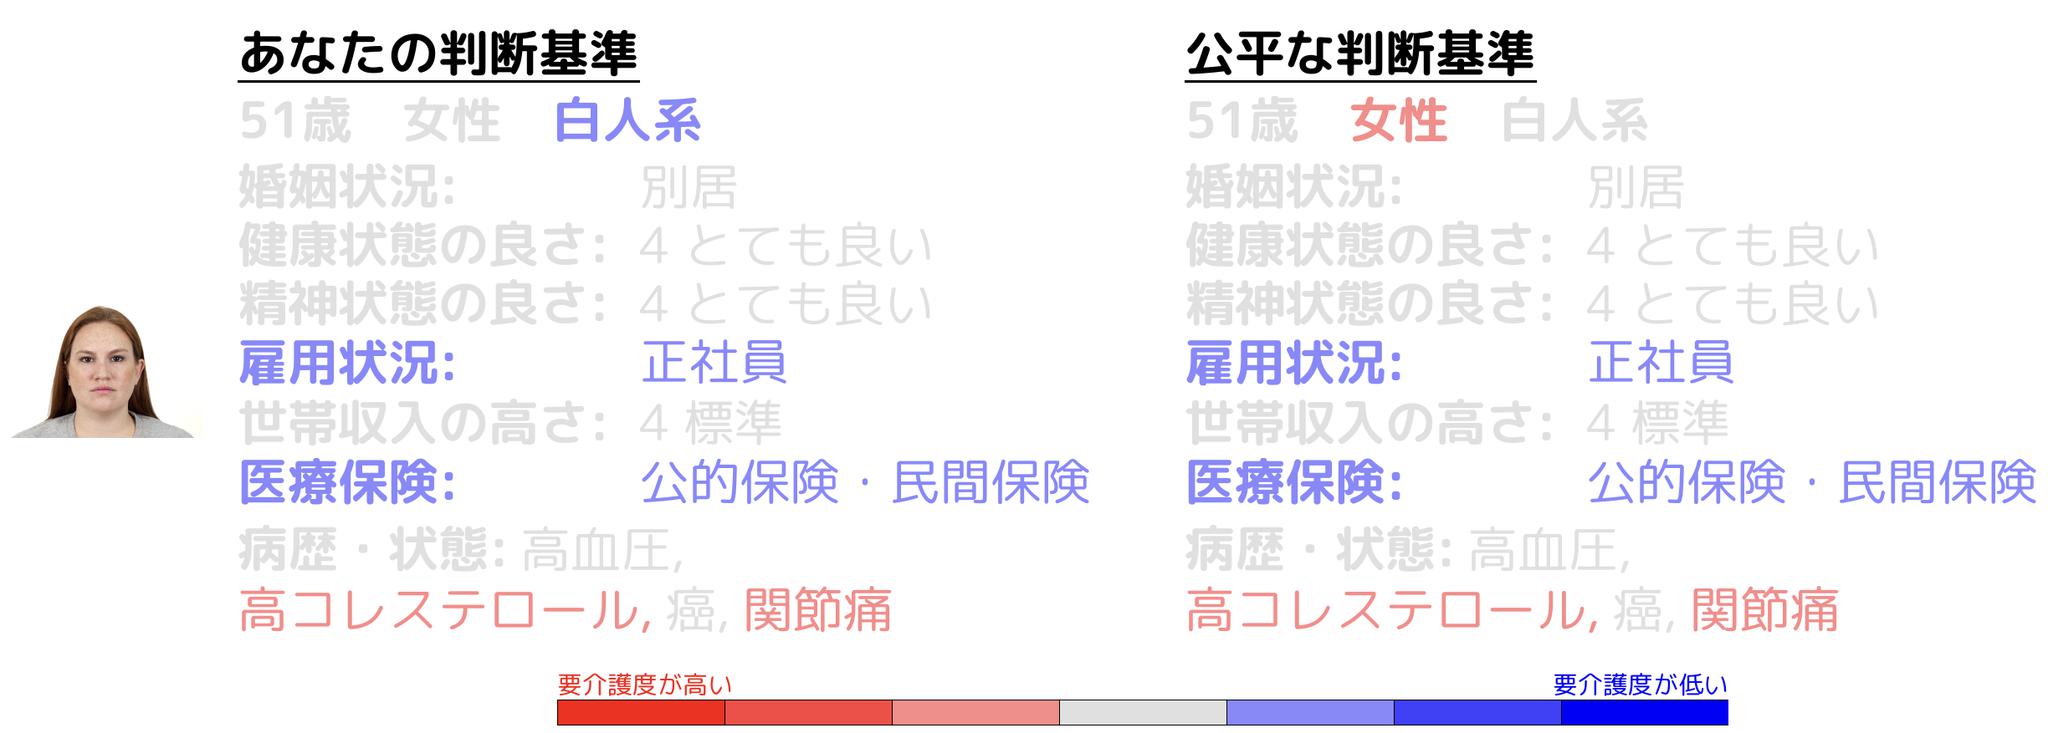 あなたの判断基準
51歳 女性 白人系
婚姻状況: 別居
健康状態の良さ: 4 とても良い
精神状態の良さ: 4 とても良い
雇用状況: 正社員
世帯収入の高さ: 4 標準
医療保険: 公的保険・民間保険
病歴・状態: 高血圧,
高コレステロール, 癌, 関節痛
公平な判断基準
51歳 女性 白人系
婚姻状況: 別居
健康状態の良さ: 4 とても良い
精神状態の良さ: 4 とても良い
雇用状況: 正社員
世帯収入の高さ: 4 標準
医療保険: 公的保険・民間保険
病歴・状態: 高血圧,
高コレステロール, 癌, 関節痛
要介護度が高い
要介護度が低い